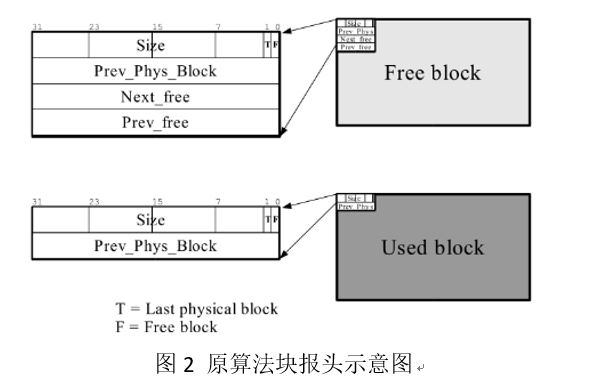 31 23 15 7 1 0
Size T F
Prev_Phys_Block
Next_free
Prev_free
Size
Prev_Phys
Next_free
Prev_free
Free block
31 23 15 7 1 0
Size T F
Prev_Phys_Block
Size
Prev_Phys
Used block
T = Last physical block
F = Free block
图 2 原算法块报头示意图